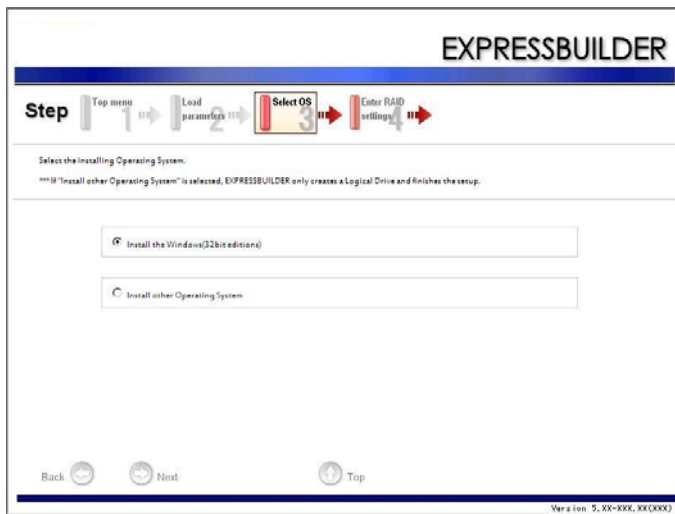 EXPRESSBUILDER
Step
Top menu 1
Load parameters 2
Select OS 3
Enter RAID settings 4
Select the Installing Operating System.
*** If "Install other Operating System" is selected, EXPRESSBUILDER only creates a Logical Drive and finishes the setup.
Install the Windows(32bit editions)
Install other Operating System
Back
Next
Top
Version 5.XX-XXX.XX(XXX)